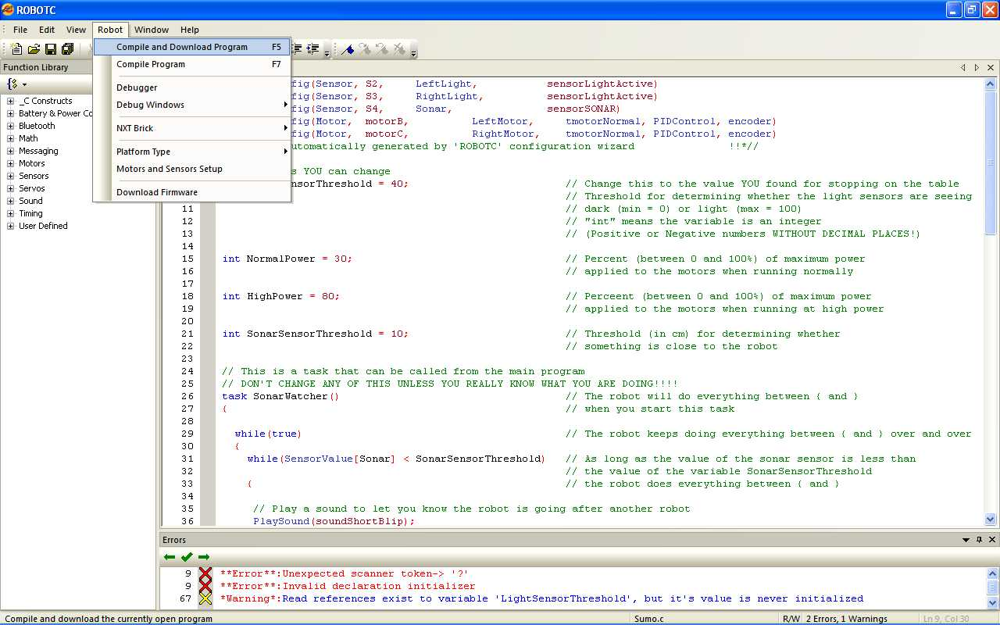 ROBOTC
File Edit View Robot Window Help
Compile and Download Program F5
Compile Program F7
Debugger
Debug Windows
NXT Brick
Platform Type
Motors and Sensors Setup
Download Firmware
Function Library
_C Constructs
Battery & Power Co
Bluetooth
Math
Messaging
Motors
Sensors
Servos
Sound
Timing
User Defined
fig(Sensor, S2, LeftLight, sensorLightActive)
fig(Sensor, S3, RightLight, sensorLightActive)
fig(Sensor, S4, Sonar, sensorSONAR)
fig(Motor, motorB, LeftMotor, tmotorNormal, PIDControl, encoder)
fig(Motor, motorC, RightMotor, tmotorNormal, PIDControl, encoder)
utomatically generated by 'ROBOTC' configuration wizard !!*//
s YOU can change
sorThreshold = 40; // Change this to the value YOU found for stopping on the table
// Threshold for determining whether the light sensors are seeing
11 // dark (min = 0) or light (max = 100)
12 // "int" means the variable is an integer
13 // (Positive or Negative numbers WITHOUT DECIMAL PLACES!)
14
15 int NormalPower = 30; // Percent (between 0 and 100%) of maximum power
16 // applied to the motors when running normally
17
18 int HighPower = 80; // Perceent (between 0 and 100%) of maximum power
19 // applied to the motors when running at high power
20
21 int SonarSensorThreshold = 10; // Threshold (in cm) for determining whether
22 // something is close to the robot
23
24 // This is a task that can be called from the main program
25 // DON'T CHANGE ANY OF THIS UNLESS YOU REALLY KNOW WHAT YOU ARE DOING!!!!
26 task SonarWatcher() // The robot will do everything between { and }
27 { // when you start this task
28
29 while(true) // The robot keeps doing everything between { and } over and over
30 {
31 while(SensorValue[Sonar] < SonarSensorThreshold) // As long as the value of the sonar sensor is less than
32 // the value of the variable SonarSensorThreshold
33 { // the robot does everything between { and }
34
35 // Play a sound to let you know the robot is going after another robot
36 PlaySound(soundShortBlip);
Errors
9 **Error**:Unexpected scanner token-> '?'
9 **Error**:Invalid declaration initializer
67 *Warning*:Read references exist to variable 'LightSensorThreshold', but it's value is never initialized
Compile and download the currently open program Sumo.c R/W 2 Errors, 1 Warnings Ln 9, Col 30